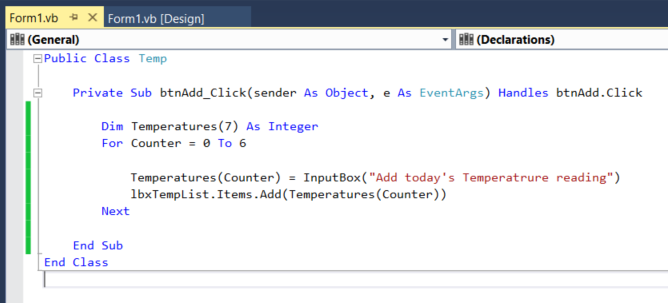 Form1.vb Form1.vb [Design]
(General) (Declarations)
Public Class Temp
Private Sub btnAdd_Click(sender As Object, e As EventArgs) Handles btnAdd.Click
Dim Temperatures(7) As Integer
For Counter = 0 To 6
Temperatures(Counter) = InputBox("Add today's Temperatrure reading")
lbxTempList.Items.Add(Temperatures(Counter))
Next
End Sub
End Class